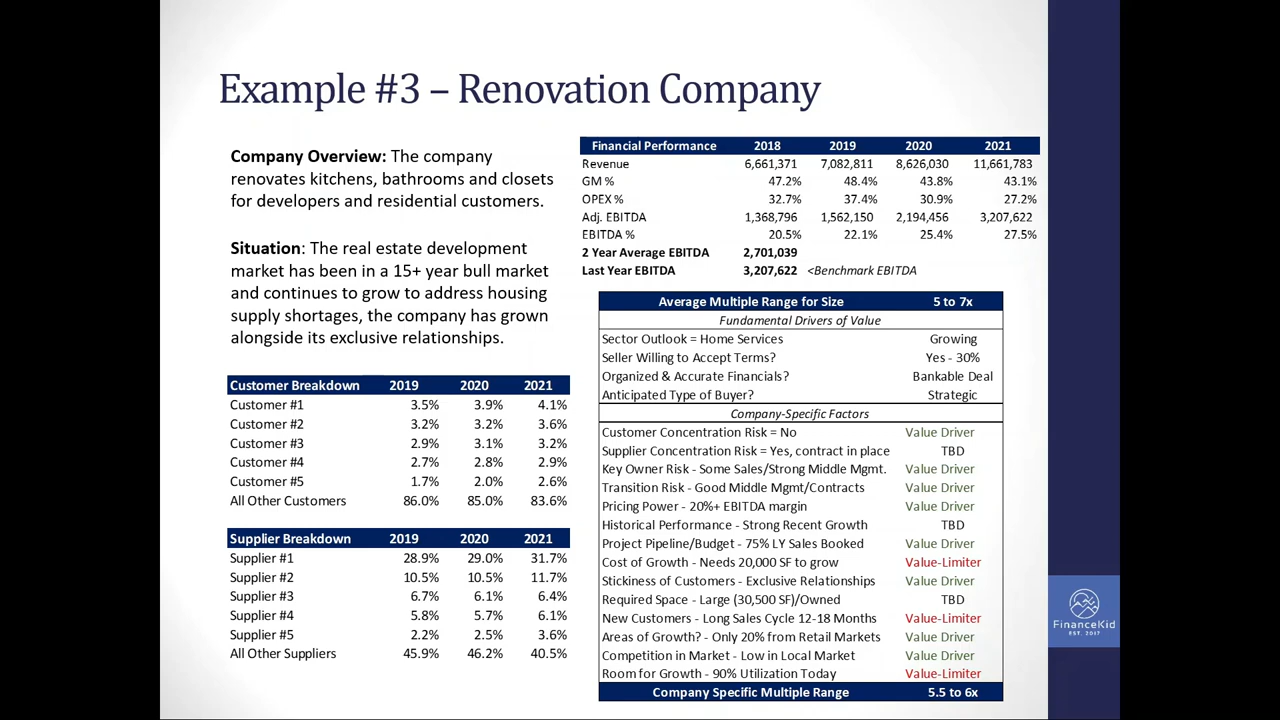 Example #3 – Renovation Company
Company Overview: The company
renovates kitchens, bathrooms and closets
for developers and residential customers.
Situation: The real estate development
market has been in a 15+ year bull market
and continues to grow to address housing
supply shortages, the company has grown
alongside its exclusive relationships.
Customer Breakdown 2019 2020 2021
Customer #1 3.5% 3.9% 4.1%
Customer #2 3.2% 3.2% 3.6%
Customer #3 2.9% 3.1% 3.2%
Customer #4 2.7% 2.8% 2.9%
Customer #5 1.7% 2.0% 2.6%
All Other Customers 86.0% 85.0% 83.6%
Supplier Breakdown 2019 2020 2021
Supplier #1 28.9% 29.0% 31.7%
Supplier #2 10.5% 10.5% 11.7%
Supplier #3 6.7% 6.1% 6.4%
Supplier #4 5.8% 5.7% 6.1%
Supplier #5 2.2% 2.5% 3.6%
All Other Suppliers 45.9% 46.2% 40.5%
Financial Performance 2018 2019 2020 2021
Revenue 6,661,371 7,082,811 8,626,030 11,661,783
GM % 47.2% 48.4% 43.8% 43.1%
OPEX % 32.7% 37.4% 30.9% 27.2%
Adj. EBITDA 1,368,796 1,562,150 2,194,456 3,207,622
EBITDA % 20.5% 22.1% 25.4% 27.5%
2 Year Average EBITDA 2,701,039
Last Year EBITDA 3,207,622 <Benchmark EBITDA
Average Multiple Range for Size 5 to 7x
Fundamental Drivers of Value
Sector Outlook = Home Services Growing
Seller Willing to Accept Terms? Yes - 30%
Organized & Accurate Financials? Bankable Deal
Anticipated Type of Buyer? Strategic
Company-Specific Factors
Customer Concentration Risk = No Value Driver
Supplier Concentration Risk = Yes, contract in place TBD
Key Owner Risk - Some Sales/Strong Middle Mgmt. Value Driver
Transition Risk - Good Middle Mgmt/Contracts Value Driver
Pricing Power - 20%+ EBITDA margin Value Driver
Historical Performance - Strong Recent Growth TBD
Project Pipeline/Budget - 75% LY Sales Booked Value Driver
Cost of Growth - Needs 20,000 SF to grow Value-Limiter
Stickiness of Customers - Exclusive Relationships Value Driver
Required Space - Large (30,500 SF)/Owned TBD
New Customers - Long Sales Cycle 12-18 Months Value-Limiter
Areas of Growth? - Only 20% from Retail Markets Value Driver
Competition in Market - Low in Local Market Value Driver
Room for Growth - 90% Utilization Today Value-Limiter
Company Specific Multiple Range 5.5 to 6x
FinanceKid
EST. 2017